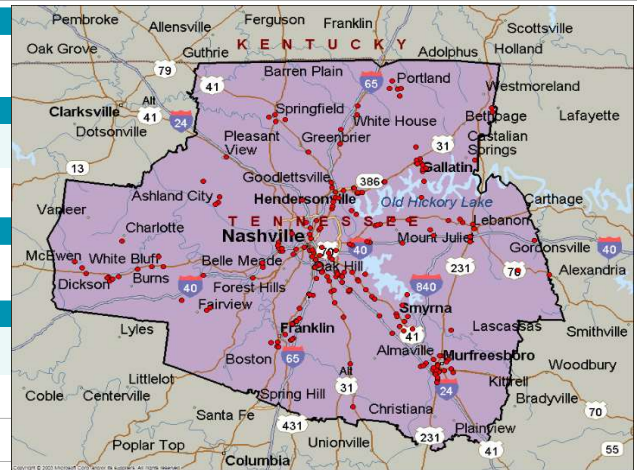 Pembroke
Allensville
Ferguson
Franklin
Scottsville
Oak Grove
Guthrie
KENTUCKY
Adolphus
Holland
79
41
Barren Plain
65
Portland
Westmoreland
Clarksville
Alt
41
24
Springfield
White House
Bethpage
Lafayette
Dotsonville
Pleasant
View
Greenbrier
31
Castalian
Springs
13
Gallatin
Goodlettsville
386
Ashland City
Hendersonville
Old Hickory Lake
Carthage
Vanleer
TENNESSEE
Lebanon
Charlotte
Nashville
Mount Juliet
Gordonsville
40
McEwen
White Bluff
Belle Meade
70
40
Oak Hill
231
70
Alexandria
Dickson
Burns
40
Forest Hills
840
Fairview
Smyrna
Lyles
Franklin
41
Lascassas
Smithville
Boston
65
Almaville
Murfreesboro
Woodbury
Littlelot
Alt
31
24
Kittrell
Coble
Centerville
Spring Hill
Bradyville
Santa Fe
431
Christiana
70
Plainview
Poplar Top
Unionville
231
41
55
Columbia